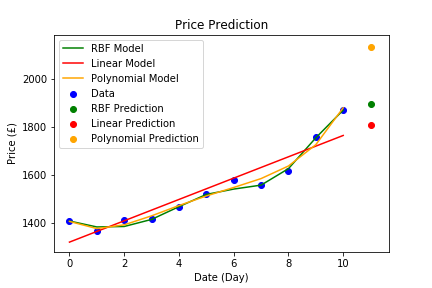 Price Prediction
RBF Model
Linear Model
Polynomial Model
Data
RBF Prediction
Linear Prediction
Polynomial Prediction
Price (£)
2000
1800
1600
1400
0 2 4 6 8 10
Date (Day)